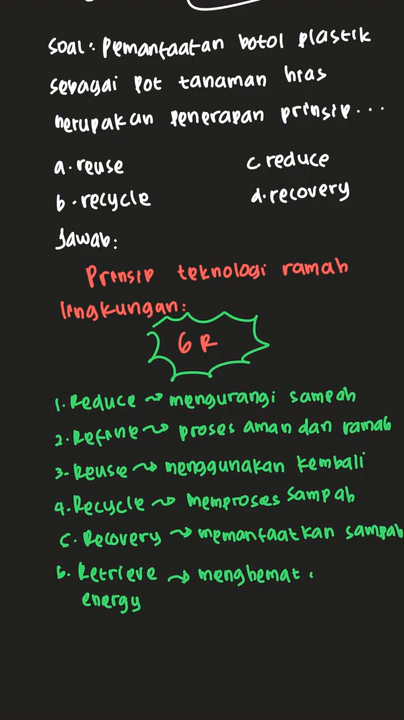 Soal: Pemanfaatan botol plastik
sebagai pot tanaman hias
merupakan penerapan prinsip...
a. reuse
c. reduce
b. recycle
d. recovery
Jawab:
Prinsip teknologi ramah
lingkungan:
6 R
1. Reduce ~> mengurangi sampah
2. Refine ~> proses aman dan ramah
3. Reuse ~> menggunakan kembali
4. Recycle ~> memproses sampah
5. Recovery ~> memanfaatkan sampah
6. Retrieve ~> menghemat
energy